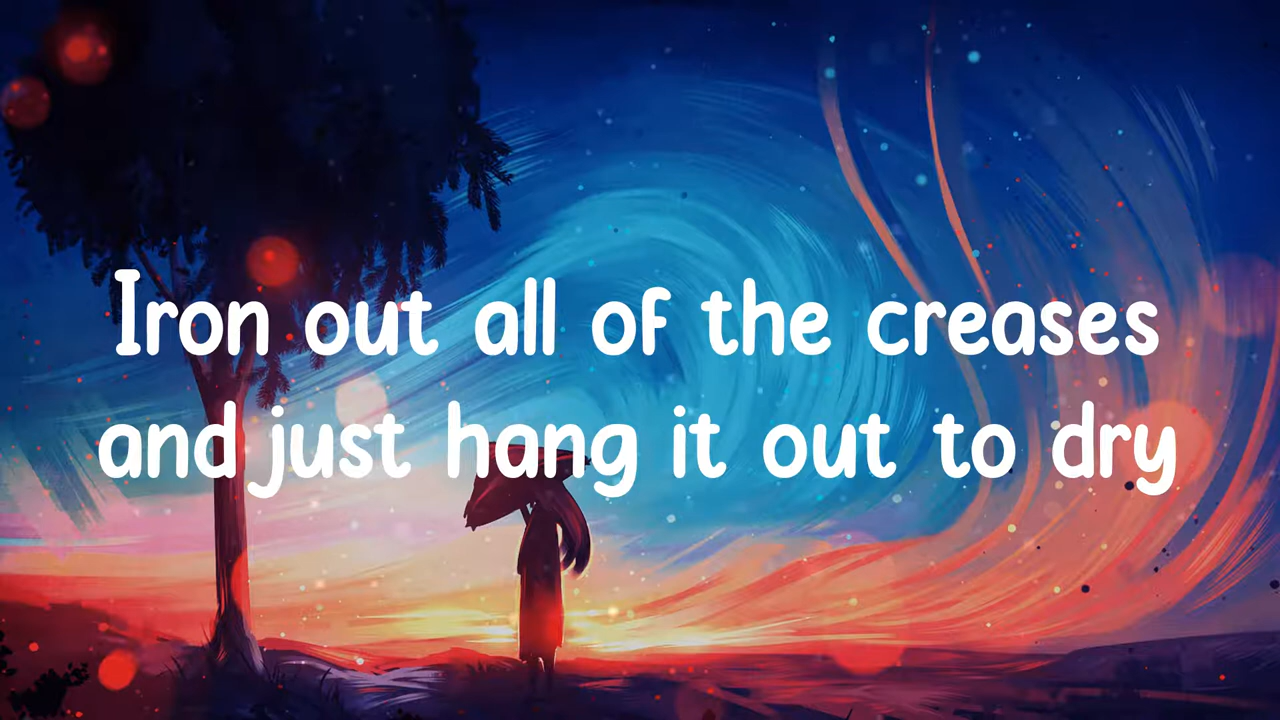 Iron out all of the creases
and just hang it out to dry